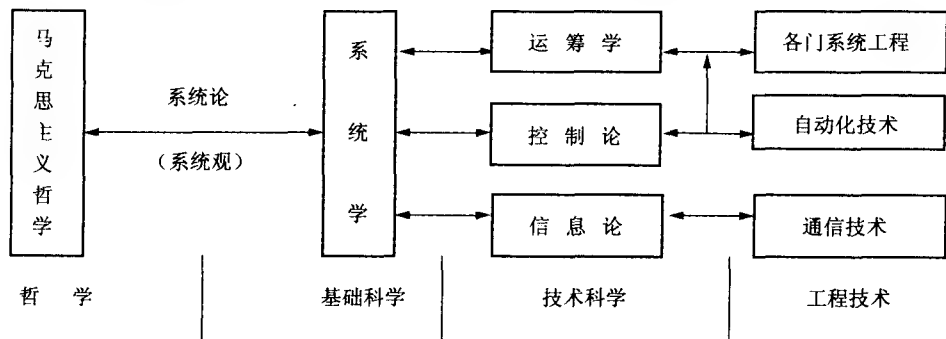 马克思主义哲学
系统论
（系统观）
系统学
运筹学
控制论
信息论
各门系统工程
自动化技术
通信技术
哲学
基础科学
技术科学
工程技术